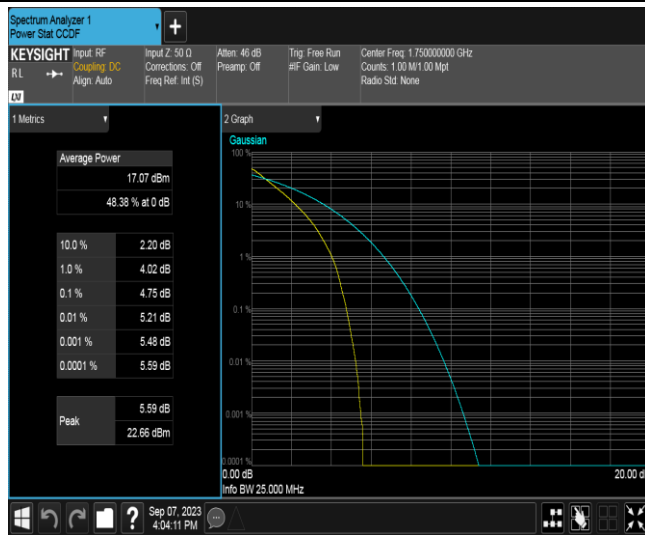 Spectrum Analyzer 1
Power Stat CCDF
+
KEYSIGHT
RL
Input: RF
Coupling: DC
Align: Auto
Input Z: 50 Ω
Corrections: Off
Freq Ref: Int (S)
Atten: 46 dB
Preamp: Off
Trig: Free Run
#IF Gain: Low
Center Freq: 1.750000000 GHz
Counts: 1.00 M/1.00 Mpt
Radio Std: None
1 Metrics
Average Power
17.07 dBm
48.38 % at 0 dB
10.0 % 2.20 dB
1.0 % 4.02 dB
0.1 % 4.75 dB
0.01 % 5.21 dB
0.001 % 5.48 dB
0.0001 % 5.59 dB
Peak
5.59 dB
22.66 dBm
2 Graph
Gaussian
100 %
10 %
1 %
0.1 %
0.01 %
0.001 %
0.0001 %
0.00 dB
20.00 d
Info BW 25.000 MHz
?
Sep 07, 2023
4:04:11 PM